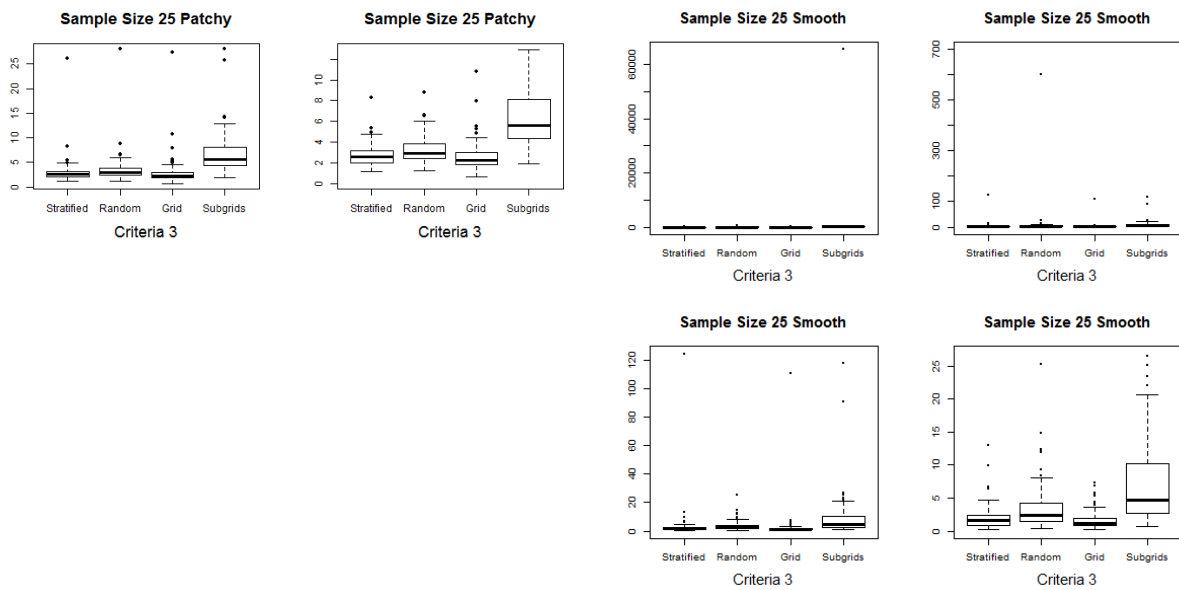 Sample Size 25 Patchy
25
20
15
10
5
0
Stratified Random Grid Subgrids
Criteria 3
Sample Size 25 Patchy
10
8
6
4
2
0
Stratified Random Grid Subgrids
Criteria 3
Sample Size 25 Smooth
60000
40000
20000
0
Stratified Random Grid Subgrids
Criteria 3
Sample Size 25 Smooth
700
500
300
100
0
Stratified Random Grid Subgrids
Criteria 3
Sample Size 25 Smooth
120
100
80
60
40
20
0
Stratified Random Grid Subgrids
Criteria 3
Sample Size 25 Smooth
25
20
15
10
5
0
Stratified Random Grid Subgrids
Criteria 3